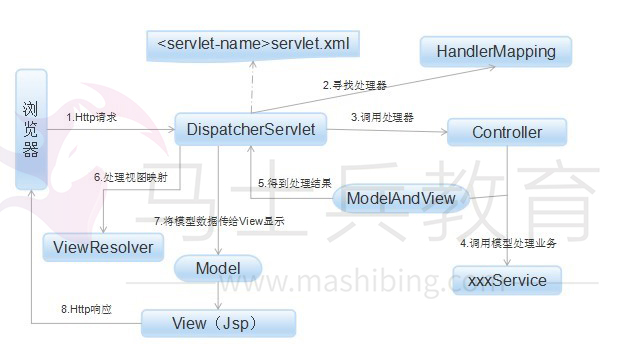 <servlet-name>servlet.xml
HandlerMapping
2.寻找处理器
浏览器
1.Http请求
DispatcherServlet
3.调用处理器
Controller
6.处理视图映射
5.得到处理结果
ModelAndView
马士兵教育
7.将模型数据传给View显示
ViewResolver
4.调用模型处理业务
Model
xxxService
www.mashibing.com
8.Http响应
View（Jsp）